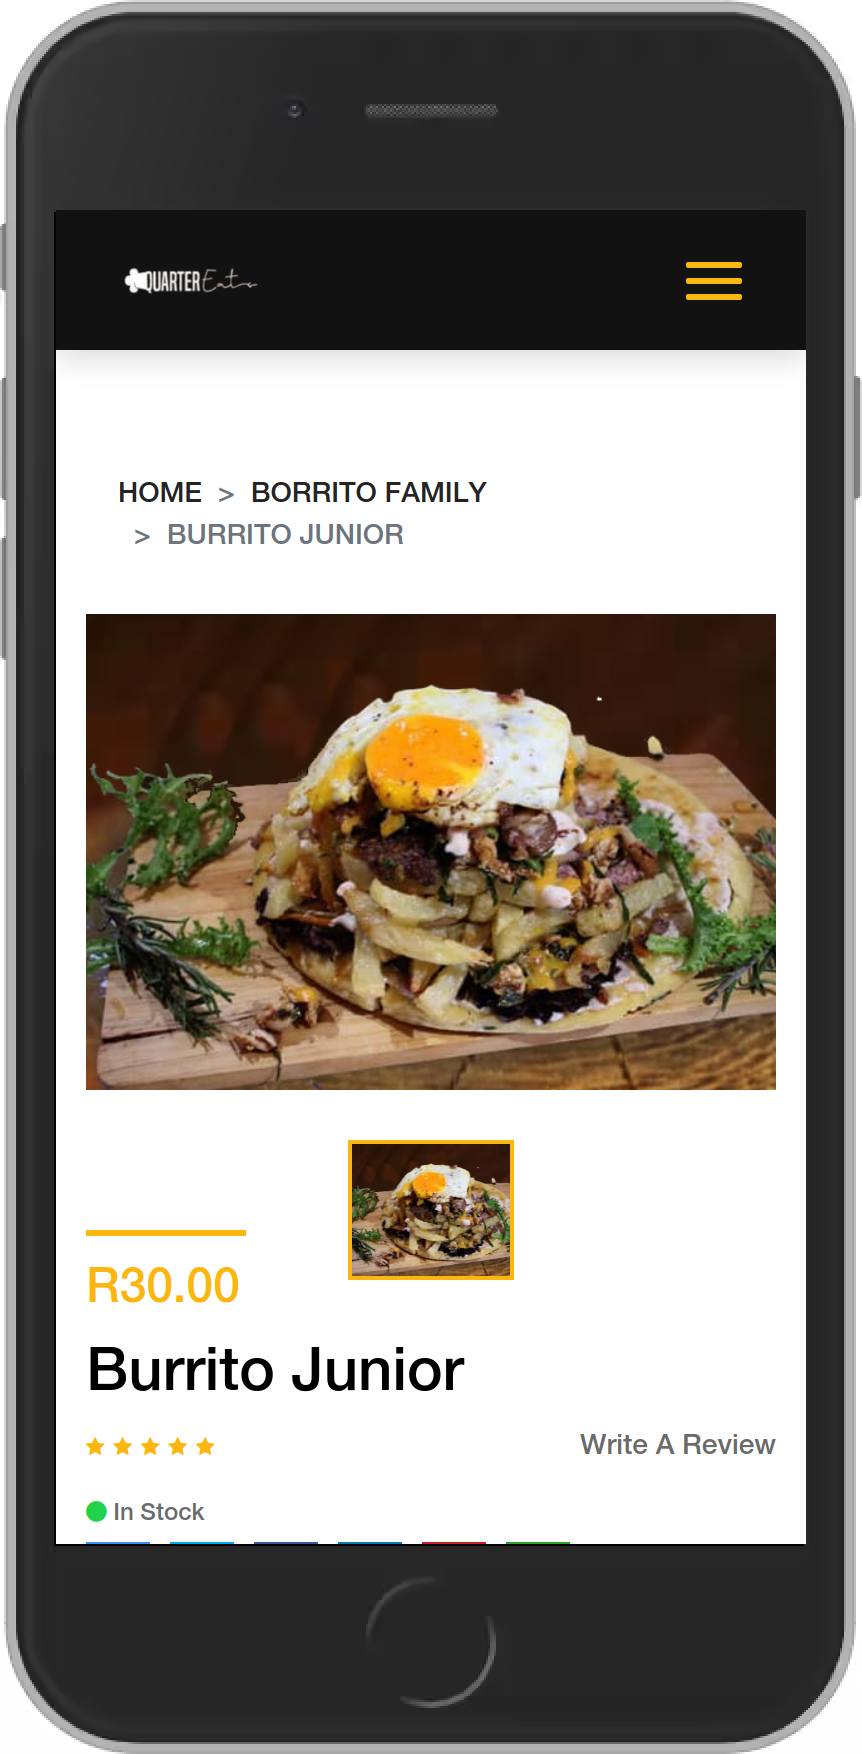 QUARTER Eats
HOME > BORRITO FAMILY
> BURRITO JUNIOR
R30.00
Burrito Junior
Write A Review
In Stock